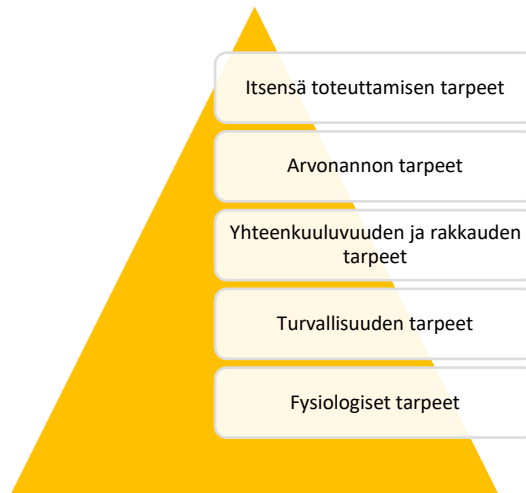 Itsensä toteuttamisen tarpeet
Arvonannon tarpeet
Yhteenkuuluvuuden ja rakkauden
tarpeet
Turvallisuuden tarpeet
Fysiologiset tarpeet